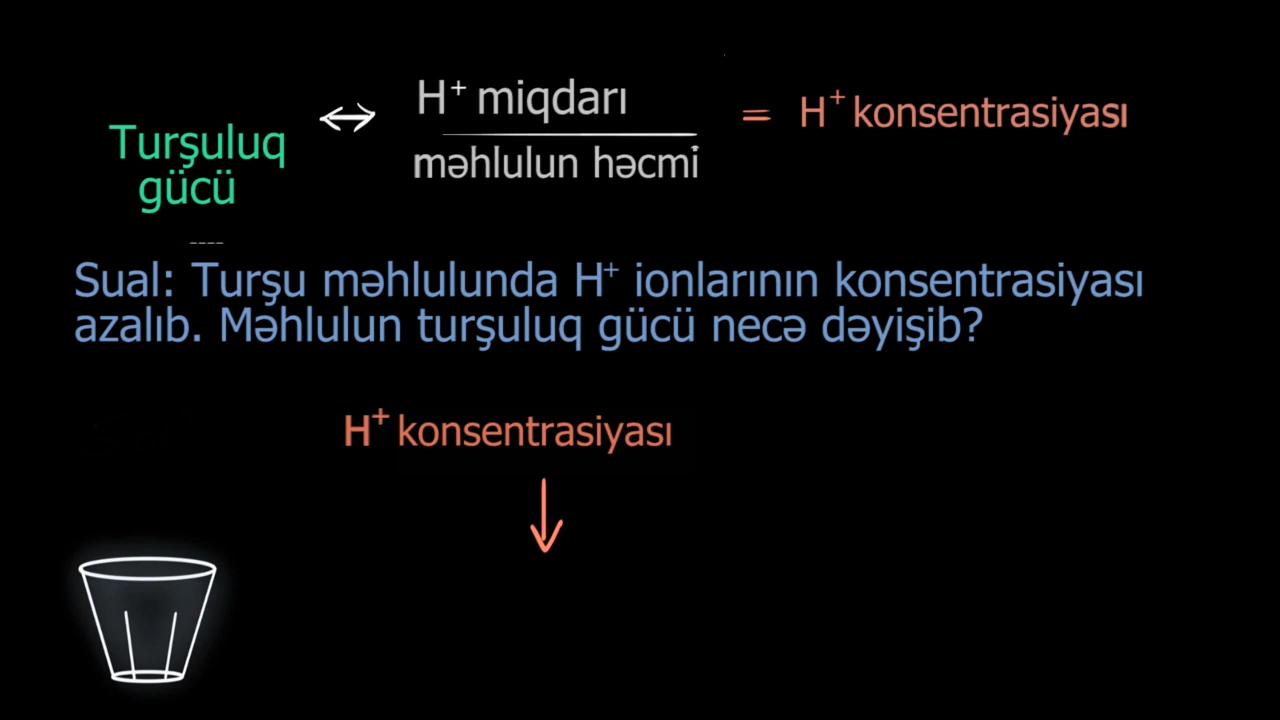 Turşuluq
gücü
⟷
H⁺ miqdarı
məhlulun həcmi
= H⁺ konsentrasiyası
Sual: Turşu məhlulunda H⁺ ionlarının konsentrasiyası
azalıb. Məhlulun turşuluq gücü necə dəyişib?
H⁺ konsentrasiyası
↓